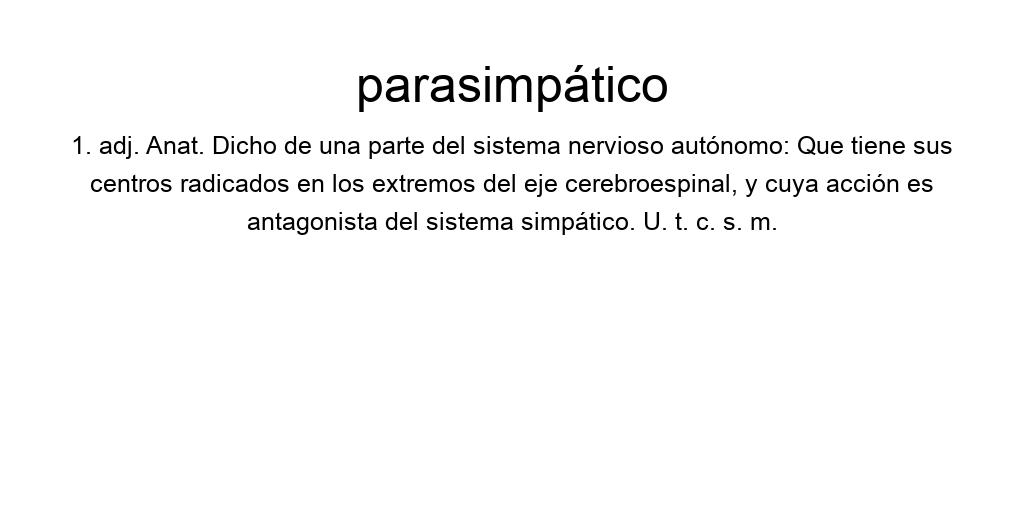 parasimpático
1. adj. Anat. Dicho de una parte del sistema nervioso autónomo: Que tiene sus
centros radicados en los extremos del eje cerebroespinal, y cuya acción es
antagonista del sistema simpático. U. t. c. s. m.